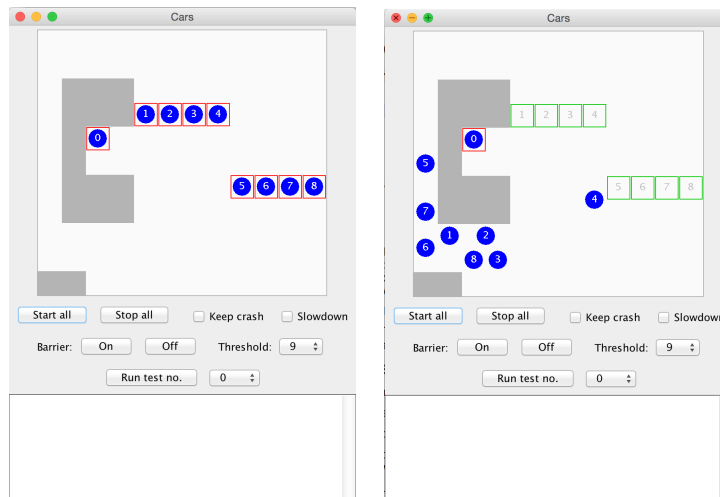 Cars
1 2 3 4
0
5 6 7 8
Start all Stop all Keep crash Slowdown
Barrier: On Off Threshold: 9
Run test no. 0
Cars
1 2 3 4
0
5
5 6 7 8
4
7
1 2
6
8 3
Start all Stop all Keep crash Slowdow
Barrier: On Off Threshold: 9
Run test no. 0